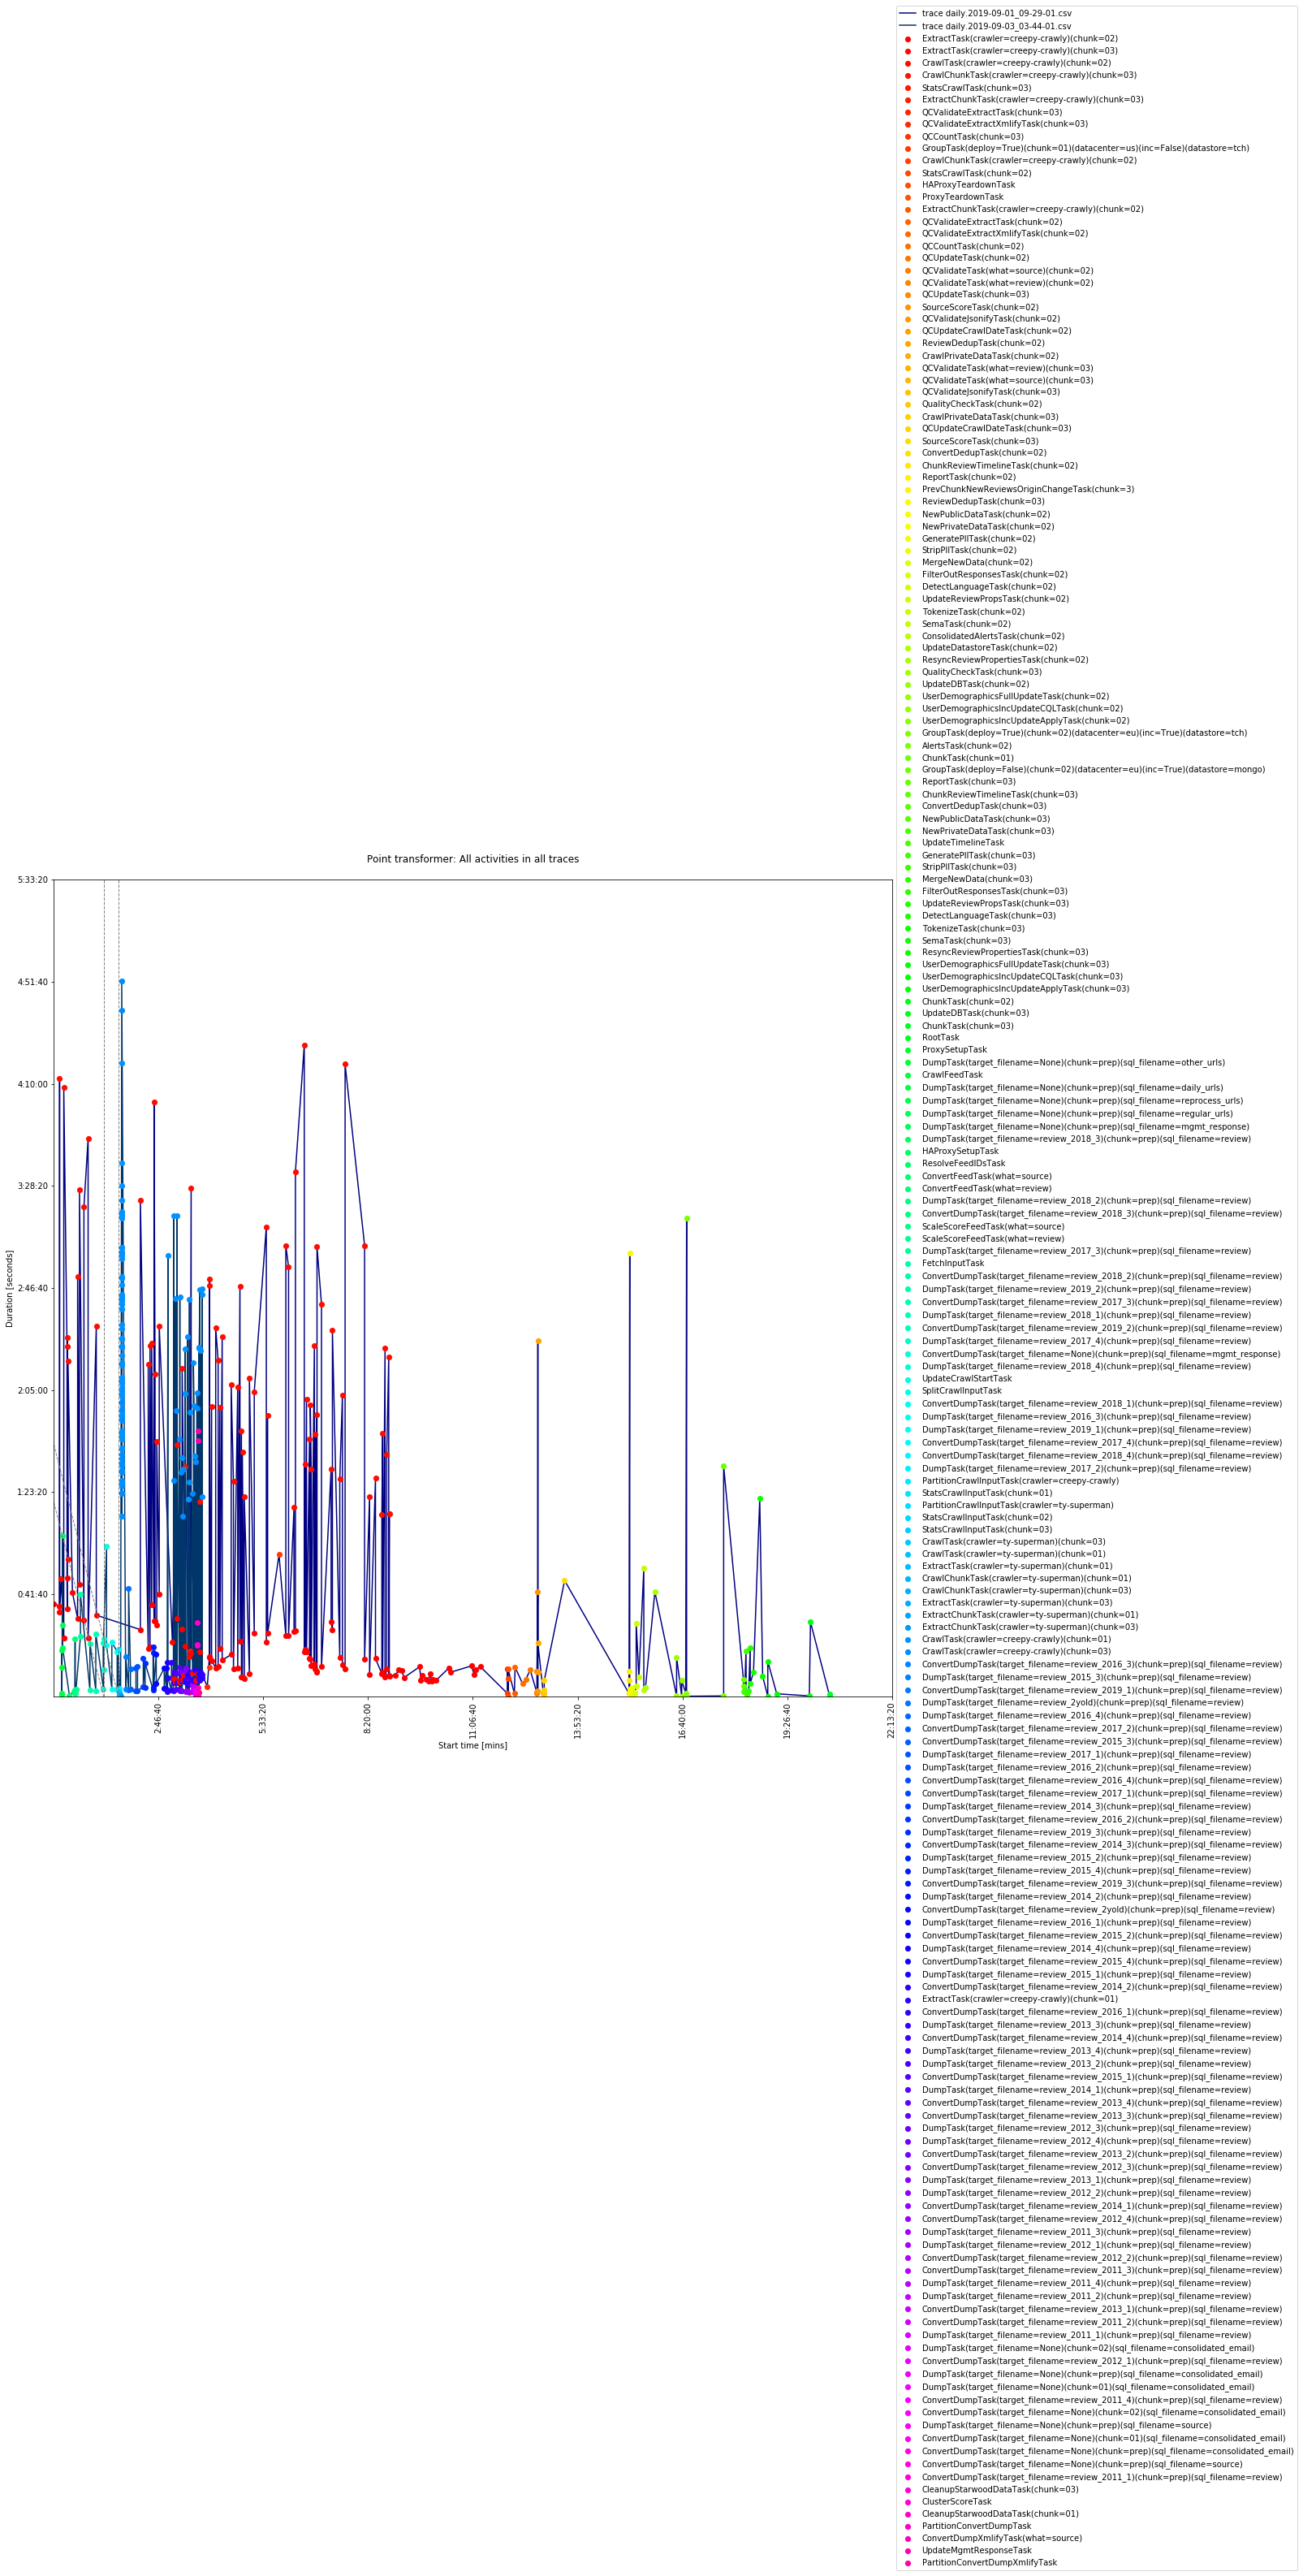 trace daily.2019-09-01_09-29-01.csv
trace daily.2019-09-03_03-44-01.csv
ExtractTask(crawler=creepy-crawly)(chunk=02)
ExtractTask(crawler=creepy-crawly)(chunk=03)
CrawlTask(crawler=creepy-crawly)(chunk=02)
CrawlChunkTask(crawler=creepy-crawly)(chunk=03)
StatsCrawlTask(chunk=03)
ExtractChunkTask(crawler=creepy-crawly)(chunk=03)
QCValidateExtractTask(chunk=03)
QCValidateExtractXmlifyTask(chunk=03)
QCCountTask(chunk=03)
GroupTask(deploy=True)(chunk=01)(datacenter=us)(inc=False)(datastore=tch)
CrawlChunkTask(crawler=creepy-crawly)(chunk=02)
StatsCrawlTask(chunk=02)
HAProxyTeardownTask
ProxyTeardownTask
ExtractChunkTask(crawler=creepy-crawly)(chunk=02)
QCValidateExtractTask(chunk=02)
QCValidateExtractXmlifyTask(chunk=02)
QCCountTask(chunk=02)
QCUpdateTask(chunk=02)
QCValidateTask(what=source)(chunk=02)
QCValidateTask(what=review)(chunk=02)
QCUpdateTask(chunk=03)
SourceScoreTask(chunk=02)
QCValidateJsonifyTask(chunk=02)
QCUpdateCrawlDateTask(chunk=02)
ReviewDedupTask(chunk=02)
CrawlPrivateDataTask(chunk=02)
QCValidateTask(what=review)(chunk=03)
QCValidateTask(what=source)(chunk=03)
QCValidateJsonifyTask(chunk=03)
QualityCheckTask(chunk=02)
CrawlPrivateDataTask(chunk=03)
QCUpdateCrawlDateTask(chunk=03)
SourceScoreTask(chunk=03)
ConvertDedupTask(chunk=02)
ChunkReviewTimelineTask(chunk=02)
ReportTask(chunk=02)
PrevChunkNewReviewsOriginChangeTask(chunk=3)
ReviewDedupTask(chunk=03)
NewPublicDataTask(chunk=02)
NewPrivateDataTask(chunk=02)
GeneratePIITask(chunk=02)
StripPIITask(chunk=02)
MergeNewData(chunk=02)
FilterOutResponsesTask(chunk=02)
DetectLanguageTask(chunk=02)
UpdateReviewPropsTask(chunk=02)
TokenizeTask(chunk=02)
SemaTask(chunk=02)
ConsolidatedAlertsTask(chunk=02)
UpdateDatastoreTask(chunk=02)
ResyncReviewPropertiesTask(chunk=02)
QualityCheckTask(chunk=03)
UpdateDBTask(chunk=02)
UserDemographicsFullUpdateTask(chunk=02)
UserDemographicsIncUpdateCQLTask(chunk=02)
UserDemographicsIncUpdateApplyTask(chunk=02)
GroupTask(deploy=True)(chunk=02)(datacenter=eu)(inc=True)(datastore=tch)
AlertsTask(chunk=02)
ChunkTask(chunk=01)
GroupTask(deploy=False)(chunk=02)(datacenter=eu)(inc=True)(datastore=mongo)
ReportTask(chunk=03)
ChunkReviewTimelineTask(chunk=03)
ConvertDedupTask(chunk=03)
NewPublicDataTask(chunk=03)
NewPrivateDataTask(chunk=03)
UpdateTimelineTask
GeneratePIITask(chunk=03)
StripPIITask(chunk=03)
MergeNewData(chunk=03)
FilterOutResponsesTask(chunk=03)
UpdateReviewPropsTask(chunk=03)
DetectLanguageTask(chunk=03)
TokenizeTask(chunk=03)
SemaTask(chunk=03)
ResyncReviewPropertiesTask(chunk=03)
UserDemographicsFullUpdateTask(chunk=03)
UserDemographicsIncUpdateCQLTask(chunk=03)
UserDemographicsIncUpdateApplyTask(chunk=03)
ChunkTask(chunk=02)
UpdateDBTask(chunk=03)
ChunkTask(chunk=03)
RootTask
ProxySetupTask
DumpTask(target_filename=None)(chunk=prep)(sql_filename=other_urls)
CrawlFeedTask
DumpTask(target_filename=None)(chunk=prep)(sql_filename=daily_urls)
DumpTask(target_filename=None)(chunk=prep)(sql_filename=reprocess_urls)
DumpTask(target_filename=None)(chunk=prep)(sql_filename=regular_urls)
DumpTask(target_filename=None)(chunk=prep)(sql_filename=mgmt_response)
DumpTask(target_filename=review_2018_3)(chunk=prep)(sql_filename=review)
HAProxySetupTask
ResolveFeedIDsTask
ConvertFeedTask(what=source)
ConvertFeedTask(what=review)
DumpTask(target_filename=review_2018_2)(chunk=prep)(sql_filename=review)
ConvertDumpTask(target_filename=review_2018_3)(chunk=prep)(sql_filename=review)
ScaleScoreFeedTask(what=source)
ScaleScoreFeedTask(what=review)
DumpTask(target_filename=review_2017_3)(chunk=prep)(sql_filename=review)
FetchInputTask
ConvertDumpTask(target_filename=review_2018_2)(chunk=prep)(sql_filename=review)
DumpTask(target_filename=review_2019_2)(chunk=prep)(sql_filename=review)
ConvertDumpTask(target_filename=review_2017_3)(chunk=prep)(sql_filename=review)
DumpTask(target_filename=review_2018_1)(chunk=prep)(sql_filename=review)
ConvertDumpTask(target_filename=review_2019_2)(chunk=prep)(sql_filename=review)
DumpTask(target_filename=review_2017_4)(chunk=prep)(sql_filename=review)
ConvertDumpTask(target_filename=None)(chunk=prep)(sql_filename=mgmt_response)
DumpTask(target_filename=review_2018_4)(chunk=prep)(sql_filename=review)
UpdateCrawlStartTask
SplitCrawlInputTask
ConvertDumpTask(target_filename=review_2018_1)(chunk=prep)(sql_filename=review)
DumpTask(target_filename=review_2016_3)(chunk=prep)(sql_filename=review)
DumpTask(target_filename=review_2019_1)(chunk=prep)(sql_filename=review)
ConvertDumpTask(target_filename=review_2017_4)(chunk=prep)(sql_filename=review)
ConvertDumpTask(target_filename=review_2018_4)(chunk=prep)(sql_filename=review)
DumpTask(target_filename=review_2017_2)(chunk=prep)(sql_filename=review)
PartitionCrawlInputTask(crawler=creepy-crawly)
StatsCrawlInputTask(chunk=01)
PartitionCrawlInputTask(crawler=ty-superman)
StatsCrawlInputTask(chunk=02)
StatsCrawlInputTask(chunk=03)
CrawlTask(crawler=ty-superman)(chunk=03)
CrawlTask(crawler=ty-superman)(chunk=01)
ExtractTask(crawler=ty-superman)(chunk=01)
CrawlChunkTask(crawler=ty-superman)(chunk=01)
CrawlChunkTask(crawler=ty-superman)(chunk=03)
ExtractTask(crawler=ty-superman)(chunk=03)
ExtractChunkTask(crawler=ty-superman)(chunk=01)
ExtractChunkTask(crawler=ty-superman)(chunk=03)
CrawlTask(crawler=creepy-crawly)(chunk=01)
CrawlTask(crawler=creepy-crawly)(chunk=03)
ConvertDumpTask(target_filename=review_2016_3)(chunk=prep)(sql_filename=review)
DumpTask(target_filename=review_2015_3)(chunk=prep)(sql_filename=review)
ConvertDumpTask(target_filename=review_2019_1)(chunk=prep)(sql_filename=review)
DumpTask(target_filename=review_2yold)(chunk=prep)(sql_filename=review)
DumpTask(target_filename=review_2016_4)(chunk=prep)(sql_filename=review)
ConvertDumpTask(target_filename=review_2017_2)(chunk=prep)(sql_filename=review)
ConvertDumpTask(target_filename=review_2015_3)(chunk=prep)(sql_filename=review)
DumpTask(target_filename=review_2017_1)(chunk=prep)(sql_filename=review)
DumpTask(target_filename=review_2016_2)(chunk=prep)(sql_filename=review)
ConvertDumpTask(target_filename=review_2016_4)(chunk=prep)(sql_filename=review)
ConvertDumpTask(target_filename=review_2017_1)(chunk=prep)(sql_filename=review)
DumpTask(target_filename=review_2014_3)(chunk=prep)(sql_filename=review)
ConvertDumpTask(target_filename=review_2016_2)(chunk=prep)(sql_filename=review)
DumpTask(target_filename=review_2019_3)(chunk=prep)(sql_filename=review)
ConvertDumpTask(target_filename=review_2014_3)(chunk=prep)(sql_filename=review)
DumpTask(target_filename=review_2015_2)(chunk=prep)(sql_filename=review)
DumpTask(target_filename=review_2015_4)(chunk=prep)(sql_filename=review)
ConvertDumpTask(target_filename=review_2019_3)(chunk=prep)(sql_filename=review)
DumpTask(target_filename=review_2014_2)(chunk=prep)(sql_filename=review)
ConvertDumpTask(target_filename=review_2yold)(chunk=prep)(sql_filename=review)
DumpTask(target_filename=review_2016_1)(chunk=prep)(sql_filename=review)
ConvertDumpTask(target_filename=review_2015_2)(chunk=prep)(sql_filename=review)
DumpTask(target_filename=review_2014_4)(chunk=prep)(sql_filename=review)
ConvertDumpTask(target_filename=review_2015_4)(chunk=prep)(sql_filename=review)
DumpTask(target_filename=review_2015_1)(chunk=prep)(sql_filename=review)
ConvertDumpTask(target_filename=review_2014_2)(chunk=prep)(sql_filename=review)
ExtractTask(crawler=creepy-crawly)(chunk=01)
ConvertDumpTask(target_filename=review_2016_1)(chunk=prep)(sql_filename=review)
DumpTask(target_filename=review_2013_3)(chunk=prep)(sql_filename=review)
ConvertDumpTask(target_filename=review_2014_4)(chunk=prep)(sql_filename=review)
DumpTask(target_filename=review_2013_4)(chunk=prep)(sql_filename=review)
DumpTask(target_filename=review_2013_2)(chunk=prep)(sql_filename=review)
ConvertDumpTask(target_filename=review_2015_1)(chunk=prep)(sql_filename=review)
DumpTask(target_filename=review_2014_1)(chunk=prep)(sql_filename=review)
ConvertDumpTask(target_filename=review_2013_4)(chunk=prep)(sql_filename=review)
ConvertDumpTask(target_filename=review_2013_3)(chunk=prep)(sql_filename=review)
DumpTask(target_filename=review_2012_3)(chunk=prep)(sql_filename=review)
DumpTask(target_filename=review_2012_4)(chunk=prep)(sql_filename=review)
ConvertDumpTask(target_filename=review_2013_2)(chunk=prep)(sql_filename=review)
ConvertDumpTask(target_filename=review_2012_3)(chunk=prep)(sql_filename=review)
DumpTask(target_filename=review_2013_1)(chunk=prep)(sql_filename=review)
DumpTask(target_filename=review_2012_2)(chunk=prep)(sql_filename=review)
ConvertDumpTask(target_filename=review_2014_1)(chunk=prep)(sql_filename=review)
ConvertDumpTask(target_filename=review_2012_4)(chunk=prep)(sql_filename=review)
DumpTask(target_filename=review_2011_3)(chunk=prep)(sql_filename=review)
DumpTask(target_filename=review_2012_1)(chunk=prep)(sql_filename=review)
ConvertDumpTask(target_filename=review_2012_2)(chunk=prep)(sql_filename=review)
ConvertDumpTask(target_filename=review_2011_3)(chunk=prep)(sql_filename=review)
DumpTask(target_filename=review_2011_4)(chunk=prep)(sql_filename=review)
DumpTask(target_filename=review_2011_2)(chunk=prep)(sql_filename=review)
ConvertDumpTask(target_filename=review_2013_1)(chunk=prep)(sql_filename=review)
ConvertDumpTask(target_filename=review_2011_2)(chunk=prep)(sql_filename=review)
DumpTask(target_filename=review_2011_1)(chunk=prep)(sql_filename=review)
DumpTask(target_filename=None)(chunk=02)(sql_filename=consolidated_email)
ConvertDumpTask(target_filename=review_2012_1)(chunk=prep)(sql_filename=review)
DumpTask(target_filename=None)(chunk=prep)(sql_filename=consolidated_email)
DumpTask(target_filename=None)(chunk=01)(sql_filename=consolidated_email)
ConvertDumpTask(target_filename=review_2011_4)(chunk=prep)(sql_filename=review)
ConvertDumpTask(target_filename=None)(chunk=02)(sql_filename=consolidated_email)
DumpTask(target_filename=None)(chunk=prep)(sql_filename=source)
ConvertDumpTask(target_filename=None)(chunk=01)(sql_filename=consolidated_email)
ConvertDumpTask(target_filename=None)(chunk=prep)(sql_filename=consolidated_email)
ConvertDumpTask(target_filename=None)(chunk=prep)(sql_filename=source)
ConvertDumpTask(target_filename=review_2011_1)(chunk=prep)(sql_filename=review)
CleanupStarwoodDataTask(chunk=03)
ClusterScoreTask
CleanupStarwoodDataTask(chunk=01)
PartitionConvertDumpTask
ConvertDumpXmlifyTask(what=source)
UpdateMgmtResponseTask
PartitionConvertDumpXmlifyTask
Point transformer: All activities in all traces
5:33:20
4:51:40
4:10:00
3:28:20
2:46:40
2:05:00
1:23:20
0:41:40
Duration [seconds]
2:46:40
5:33:20
8:20:00
11:06:40
13:53:20
16:40:00
19:26:40
22:13:20
Start time [mins]